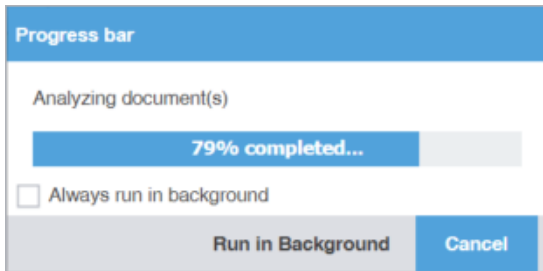 Progress bar
Analyzing document(s)
79% completed...
Always run in background
Run in Background Cancel